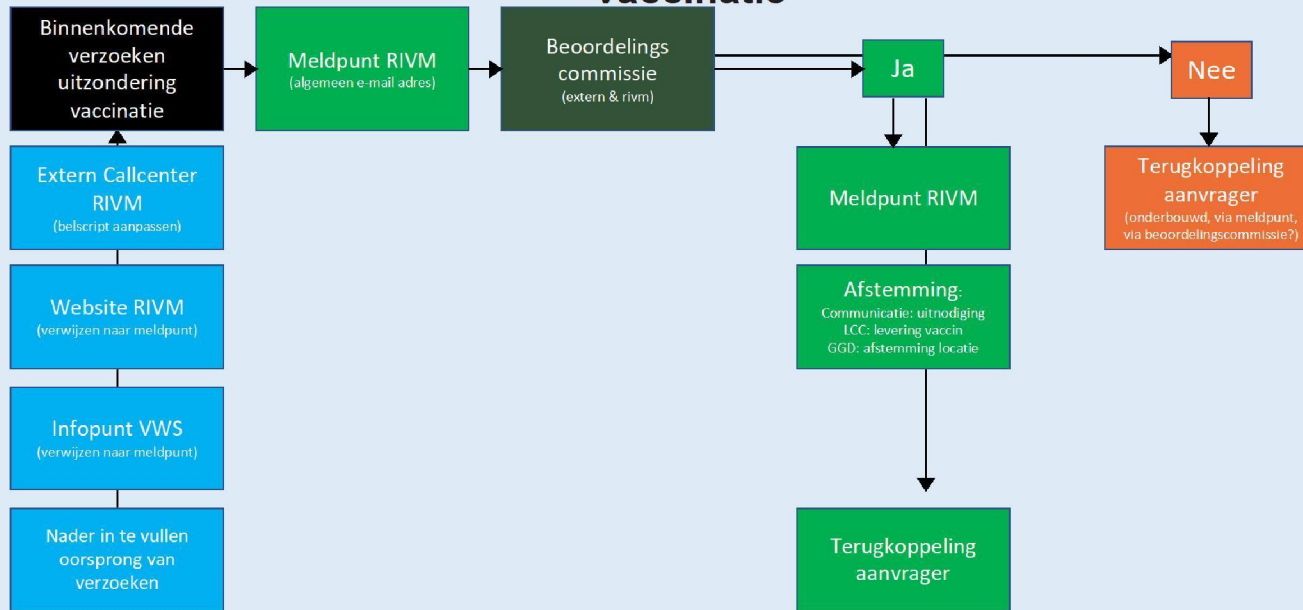 vaccinatie
Binnenkomende
verzoeken
uitzondering
vaccinatie
Meldpunt RIVM
(algemeen e-mail adres)
Beoordelings
commissie
(extern & rivm)
Ja
Nee
Extern Callcenter
RIVM
(belscript aanpassen)
Meldpunt RIVM
Terugkoppeling
aanvrager
(onderbouwd, via meldpunt,
via beoordelingscommissie?)
Website RIVM
(verwijzen naar meldpunt)
Afstemming:
Communicatie: uitnodiging
LCC: levering vaccin
GGD: afstemming locatie
Infopunt VWS
(verwijzen naar meldpunt)
Nader in te vullen
oorsprong van
verzoeken
Terugkoppeling
aanvrager